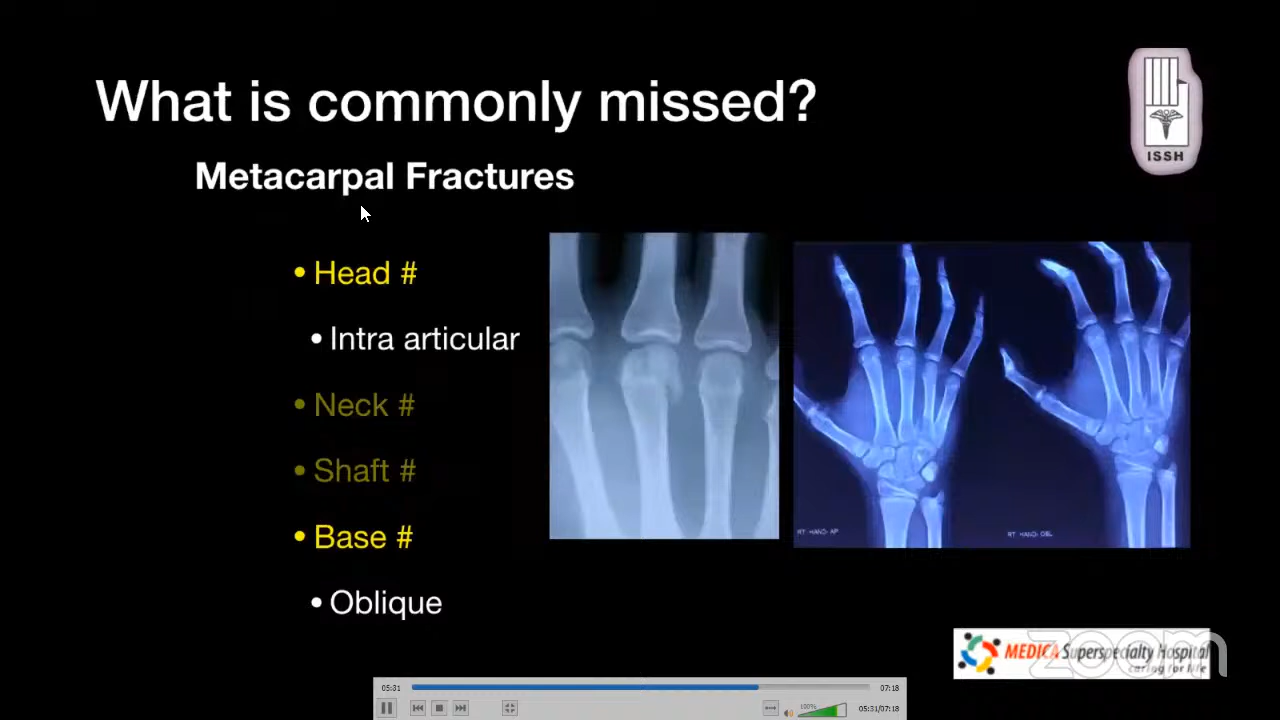 What is commonly missed?
ISSH
Metacarpal Fractures
• Head #
• Intra articular
• Neck #
• Shaft #
• Base #
• Oblique
RT HAND AP
RT HAND OBL
MEDICA Superspecialty Hospital
caring for life
zoom
05:31
07:18
100%
05:31/07:18